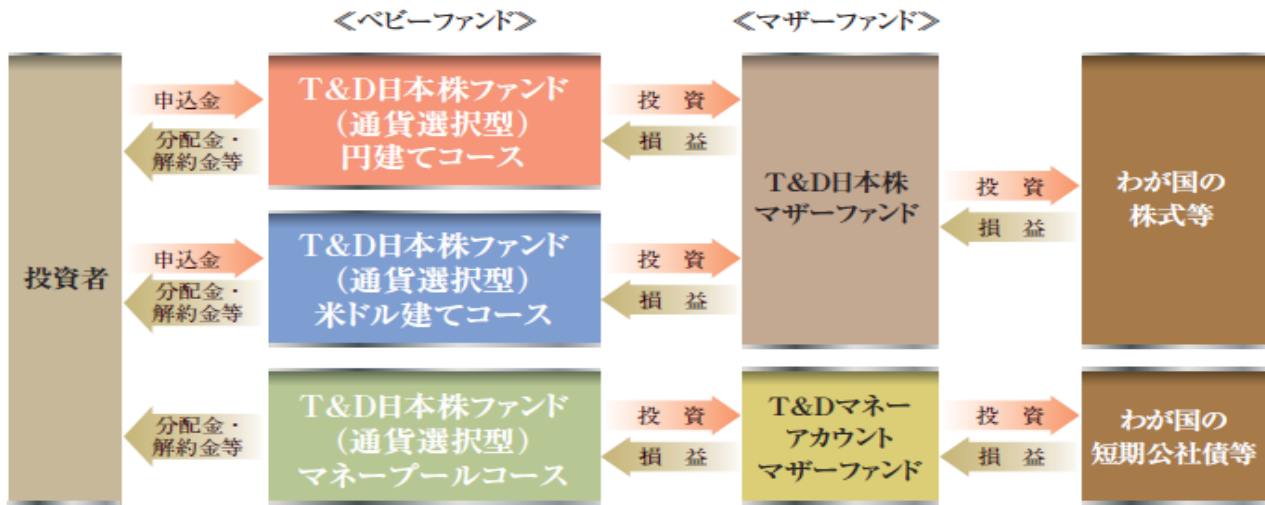 ≪ベビーファンド≫
≪マザーファンド≫
投資者
申込金
分配金・
解約金等
T&D日本株ファンド
（通貨選択型）
円建てコース
投 資
損 益
申込金
分配金・
解約金等
T&D日本株ファンド
（通貨選択型）
米ドル建てコース
投 資
損 益
T&D日本株
マザーファンド
投 資
損 益
わが国の
株式等
分配金・
解約金等
T&D日本株ファンド
（通貨選択型）
マネープールコース
投 資
損 益
T&Dマネー
アカウント
マザーファンド
投 資
損 益
わが国の
短期公社債等